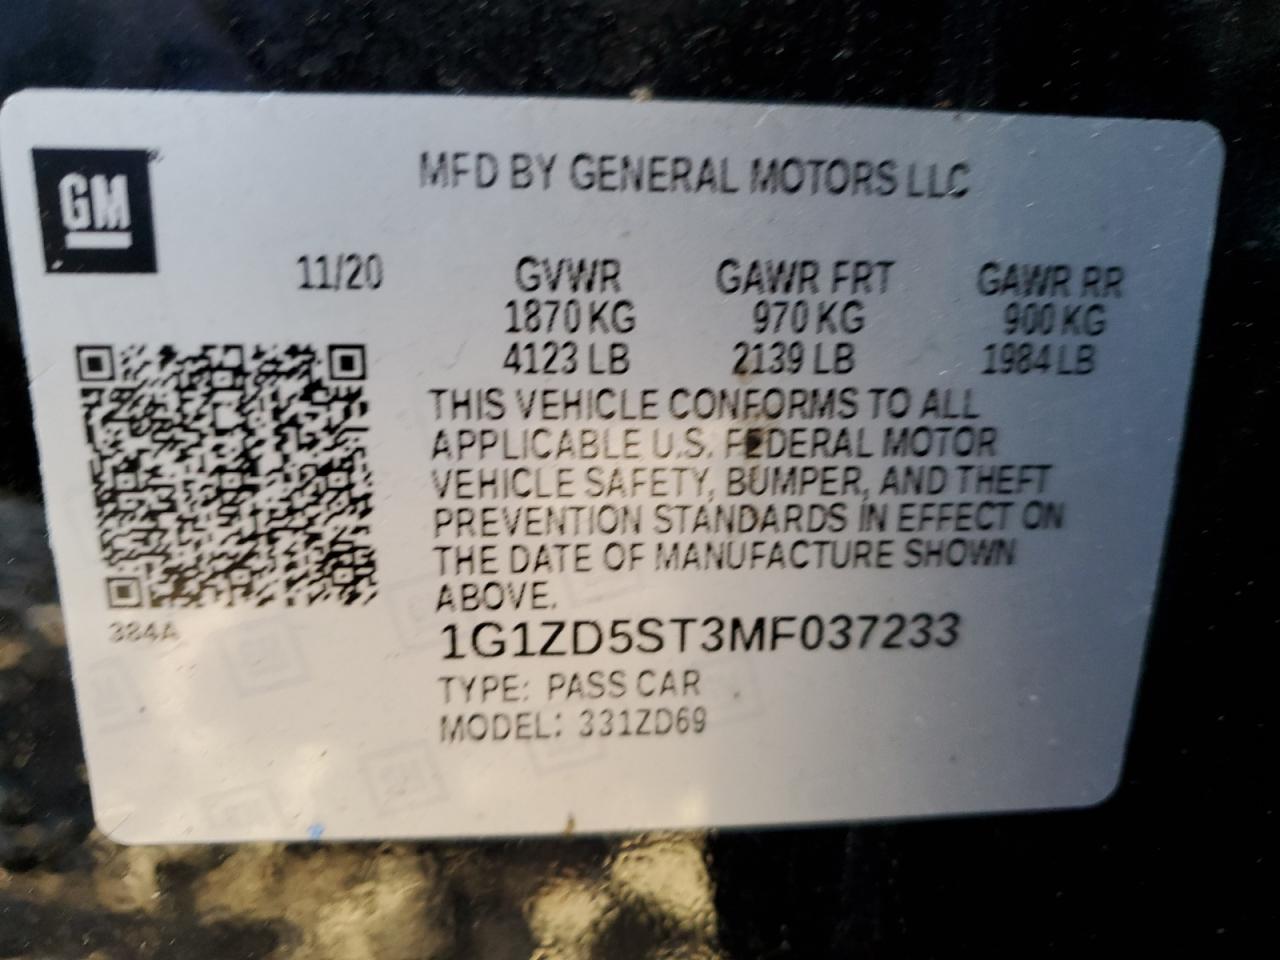 GM
MFD BY GENERAL MOTORS LLC
11/20 GVWR GAWR FRT GAWR RR
1870 KG 970 KG 900 KG
4123 LB 2139 LB 1984 LB
THIS VEHICLE CONFORMS TO ALL
APPLICABLE U.S. FEDERAL MOTOR
VEHICLE SAFETY, BUMPER, AND THEFT
PREVENTION STANDARDS IN EFFECT ON
THE DATE OF MANUFACTURE SHOWN
ABOVE.
384A
1G1ZD5ST3MF037233
TYPE: PASS CAR
MODEL: 331ZD69